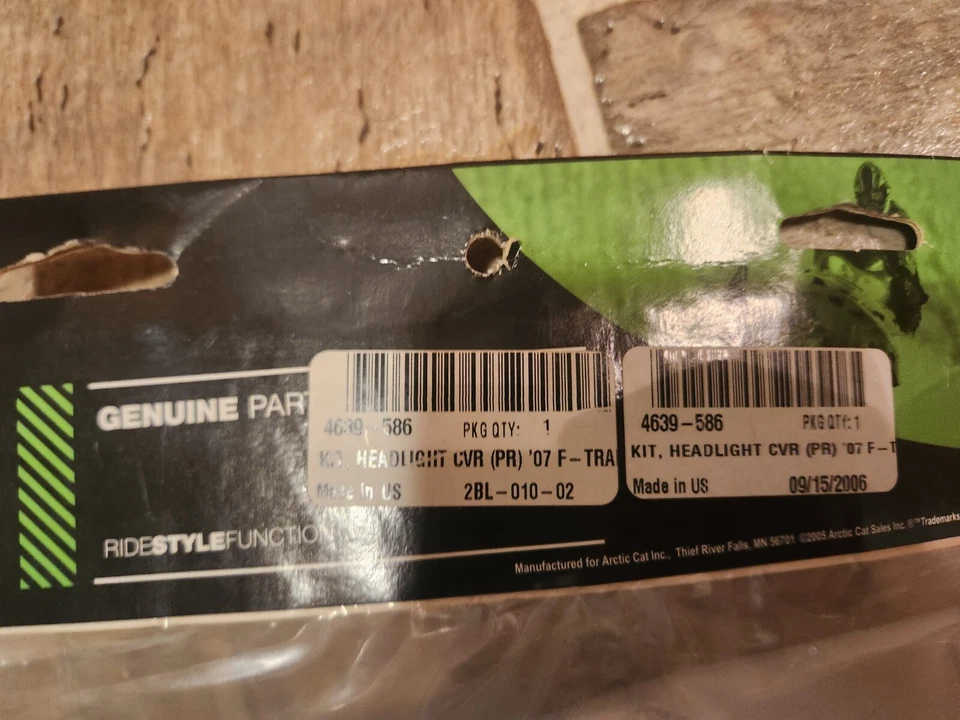 GENUINE PAR
RIDESTYLEFUNCTION
4639-586 PKG QTY: 1
KIT, HEADLIGHT CVR (PR) '07 F-TRA
Made in US 2BL-010-02
4639-586 PKG QTY: 1
KIT, HEADLIGHT CVR (PR) '07 F-T
Made in US 09/15/2006
Manufactured for Arctic Cat Inc., Thief River Falls, MN 56701 ©2005 Arctic Cat Sales Inc. ®™Trademarks